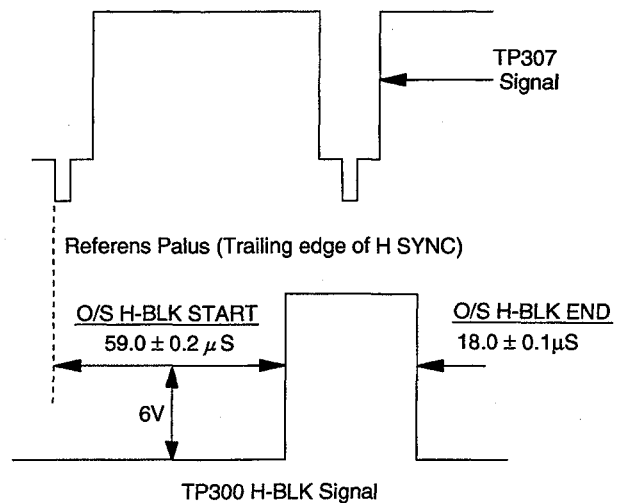 TP307
Signal
Referens Palus (Trailing edge of H SYNC)
O/S H-BLK START
59.0 ± 0.2 μS
O/S H-BLK END
18.0 ± 0.1μS
6V
TP300 H-BLK Signal